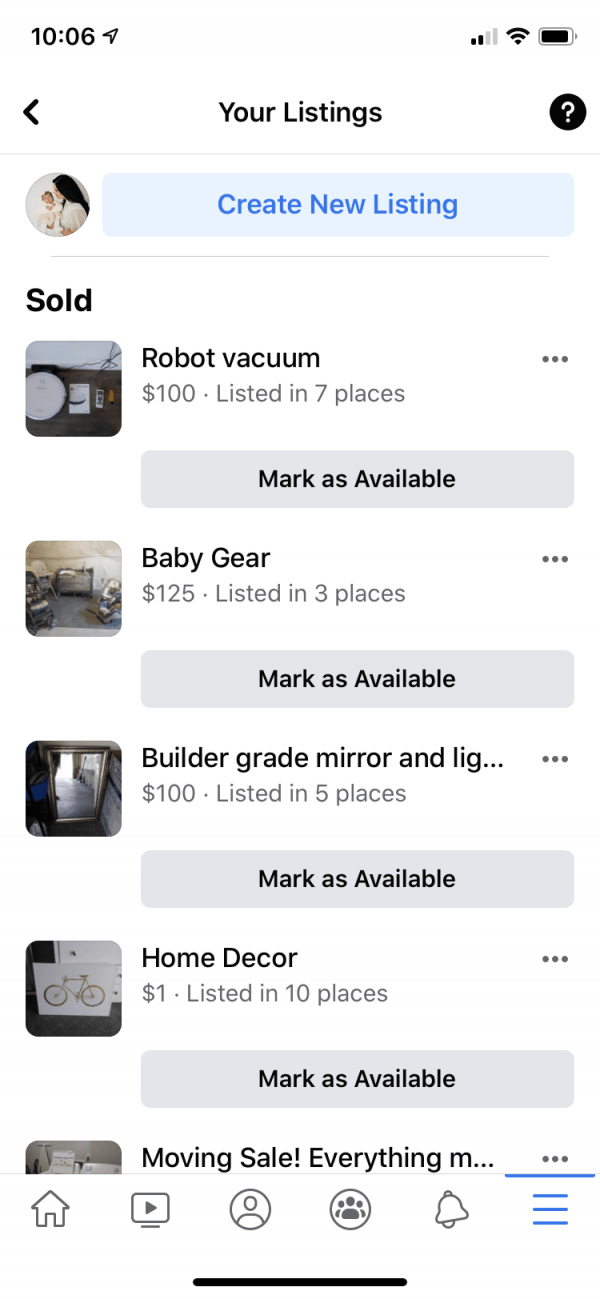 10:06
Your Listings
?
Create New Listing
Sold
Robot vacuum
$100 · Listed in 7 places
Mark as Available
Baby Gear
$125 · Listed in 3 places
Mark as Available
Builder grade mirror and lig...
$100 · Listed in 5 places
Mark as Available
Home Decor
$1 · Listed in 10 places
Mark as Available
Moving Sale! Everything m...